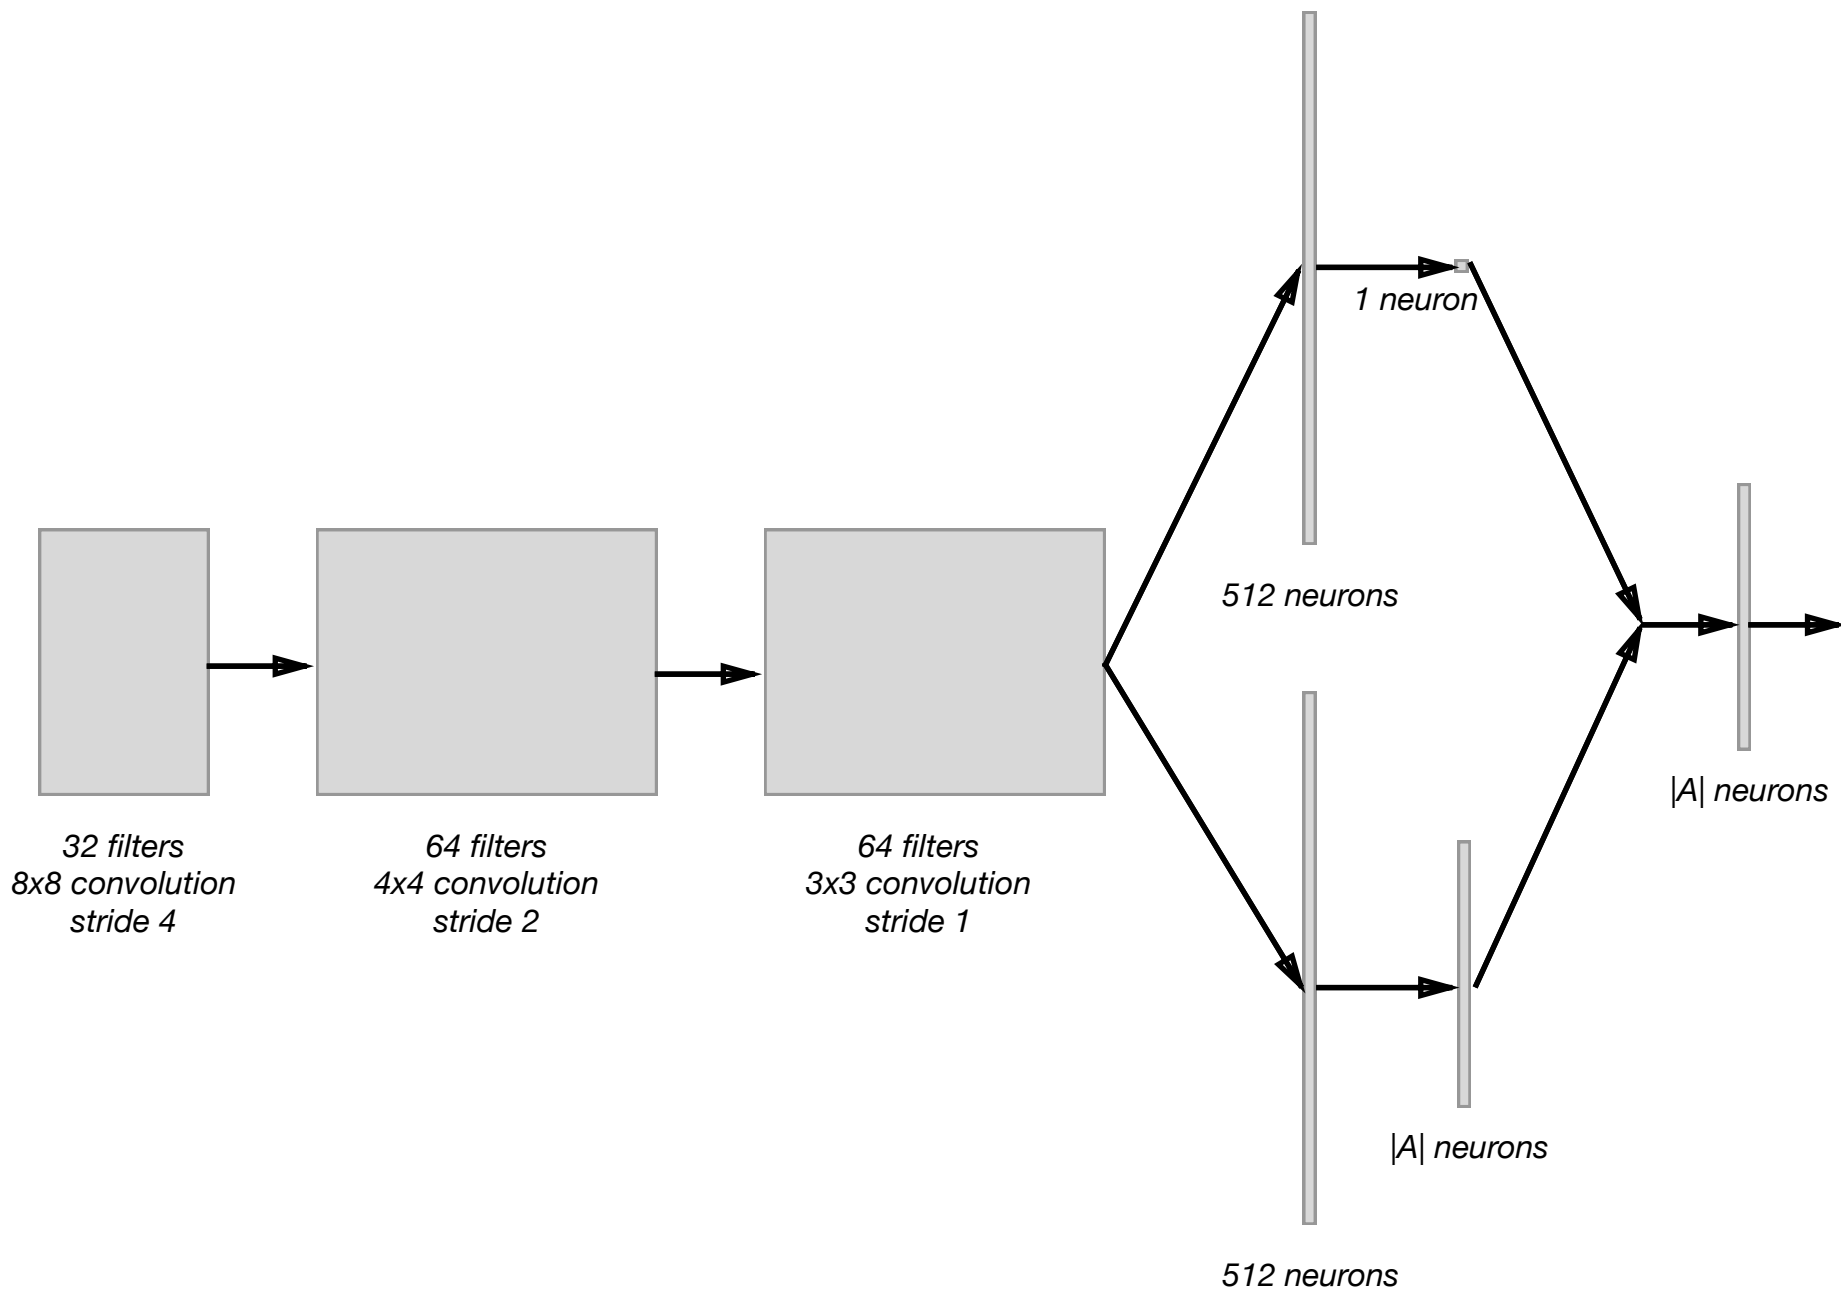 1 neuron
512 neurons
|A| neurons
32 filters
8x8 convolution
stride 4
64 filters
4x4 convolution
stride 2
64 filters
3x3 convolution
stride 1
|A| neurons
512 neurons